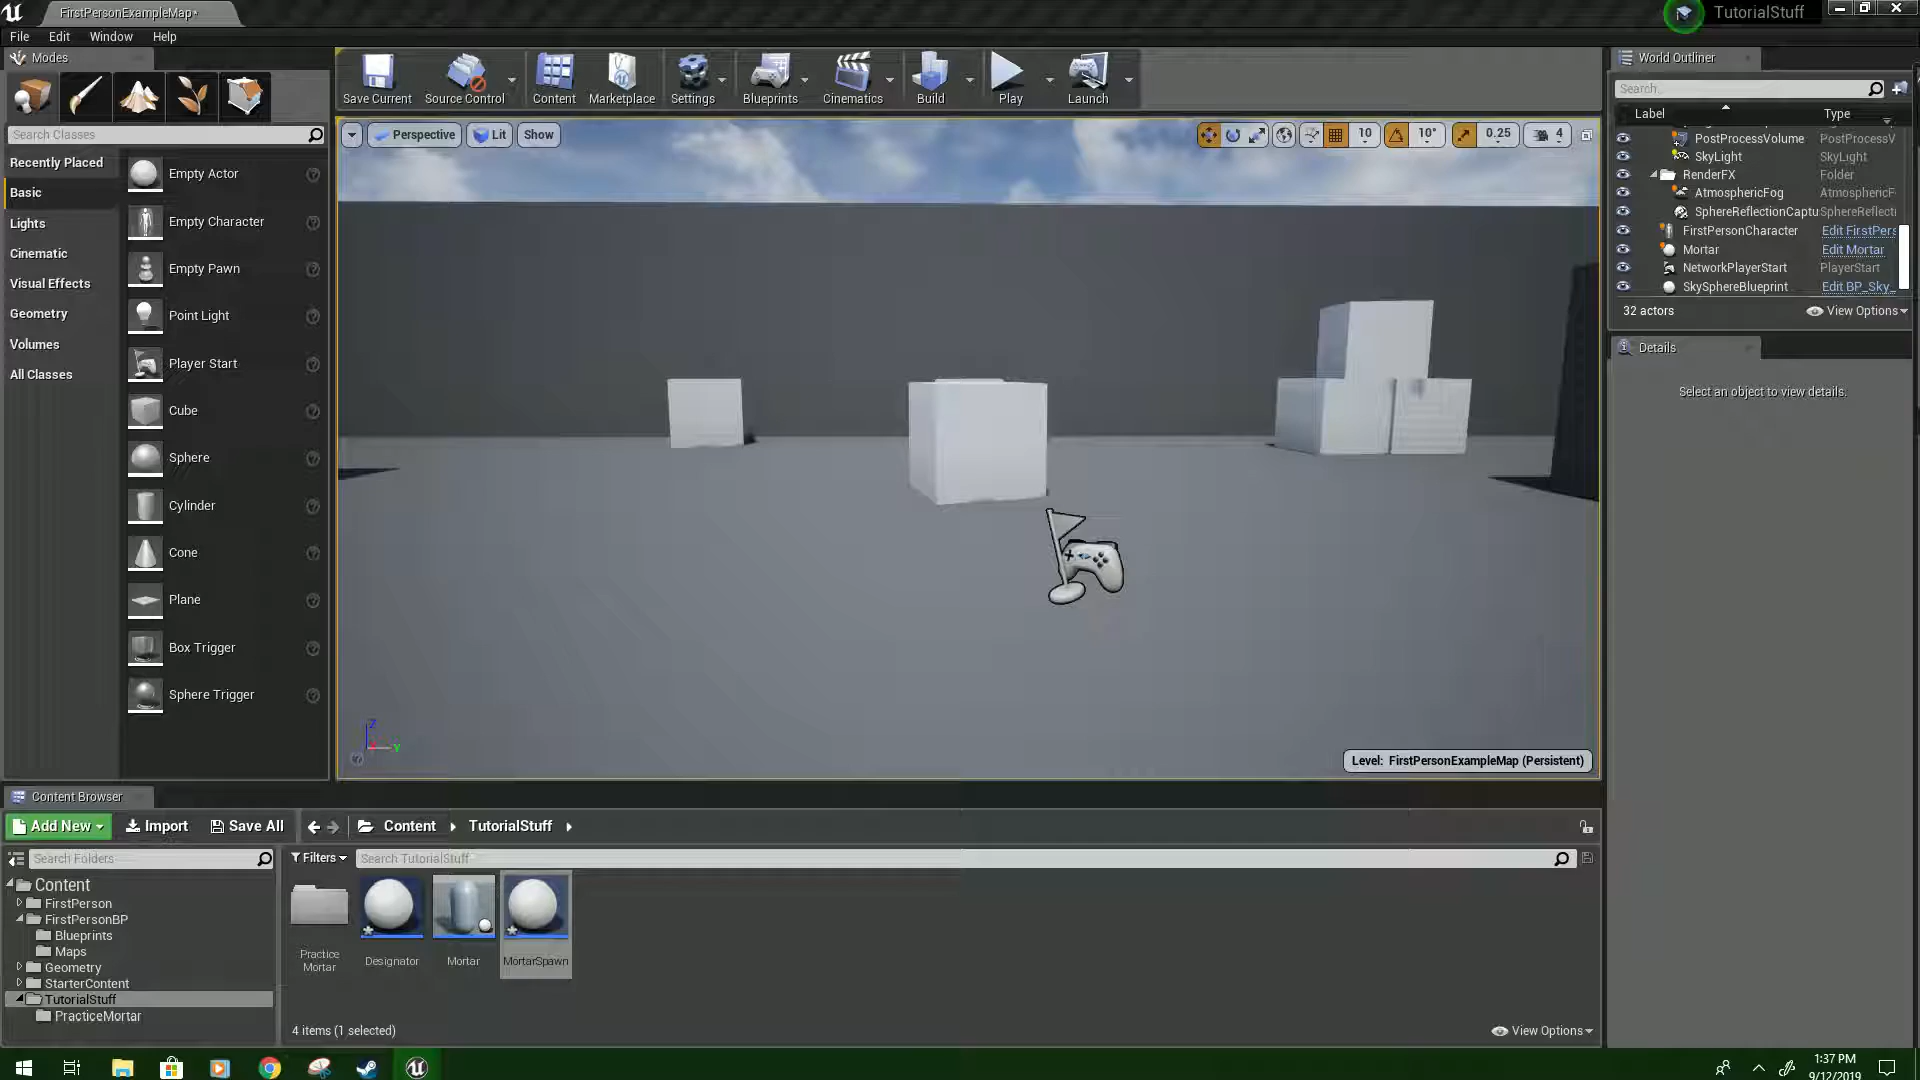 FirstPersonExampleMap*
TutorialStuff
File Edit Window Help
Modes
Search Classes
Recently Placed
Basic
Lights
Cinematic
Visual Effects
Geometry
Volumes
All Classes
Empty Actor
Empty Character
Empty Pawn
Point Light
Player Start
Cube
Sphere
Cylinder
Cone
Plane
Box Trigger
Sphere Trigger
Save Current Source Control Content Marketplace Settings Blueprints Cinematics Build Play Launch
Perspective Lit Show
10 10° 0.25 4
Z
Y
Level: FirstPersonExampleMap (Persistent)
World Outliner
Search...
Label Type
PostProcessVolume PostProcessV
SkyLight SkyLight
RenderFX Folder
AtmosphericFog AtmosphericF
SphereReflectionCaptu SphereReflecti
FirstPersonCharacter Edit FirstPers
Mortar Edit Mortar
NetworkPlayerStart PlayerStart
SkySphereBlueprint Edit BP_Sky_
32 actors View Options
Details
Select an object to view details.
Content Browser
Add New Import Save All Content TutorialStuff
Search Folders
Content
FirstPerson
FirstPersonBP
Blueprints
Maps
Geometry
StarterContent
TutorialStuff
PracticeMortar
Filters Search TutorialStuff
Practice
Mortar
Designator
Mortar
MortarSpawn
4 items (1 selected) View Options
1:37 PM
9/12/2019